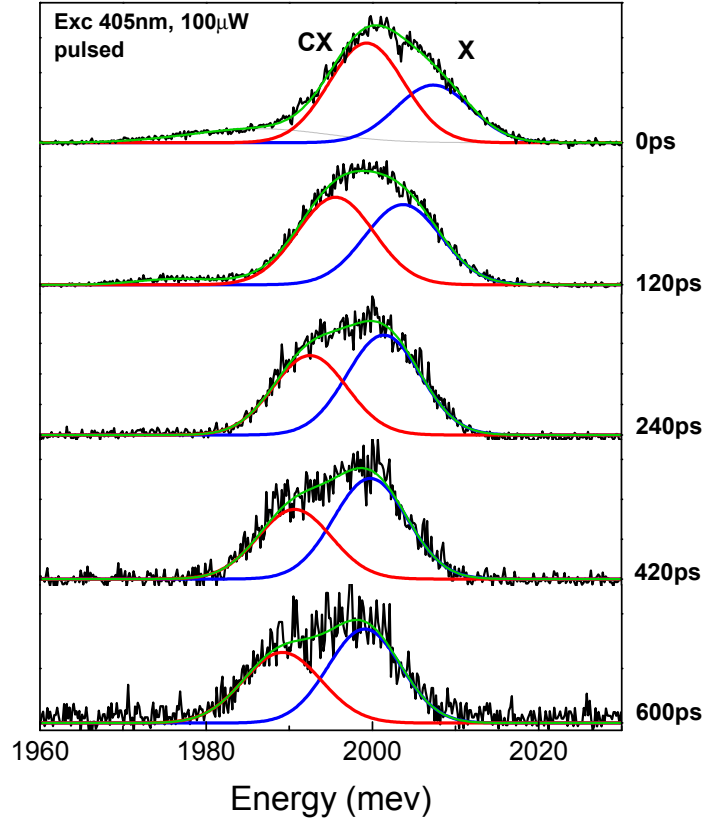 Exc 405nm, 100μW
pulsed
CX
X
0ps
120ps
240ps
420ps
600ps
1960 1980 2000 2020
Energy (mev)